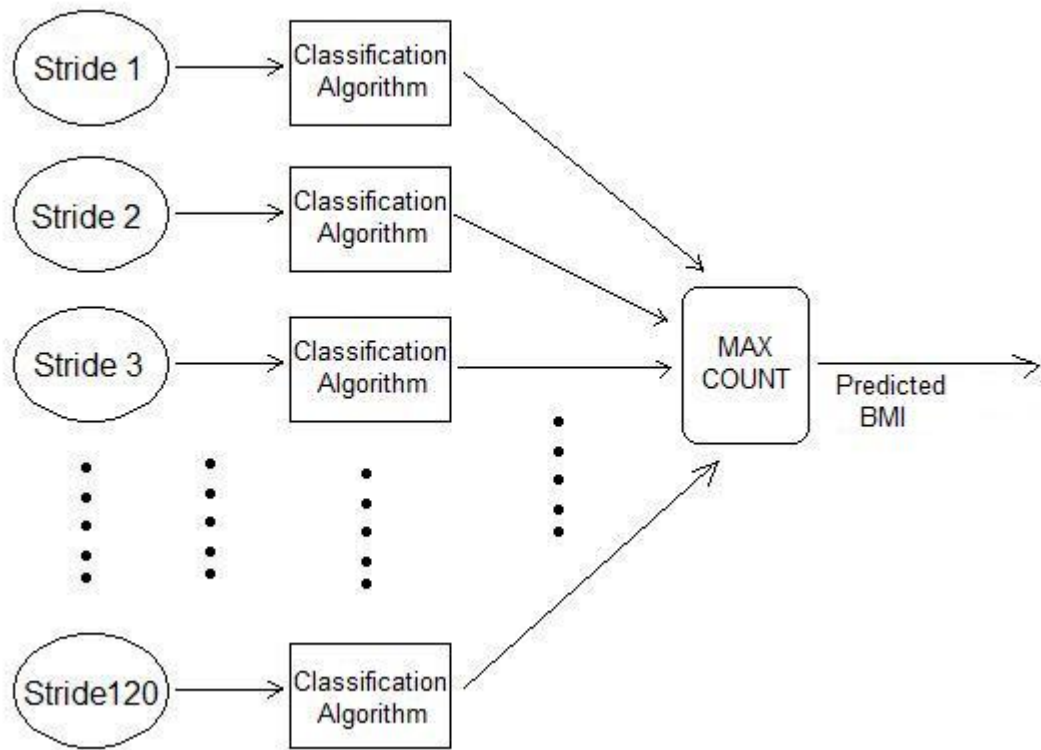 Stride 1
Classification
Algorithm
Stride 2
Classification
Algorithm
Stride 3
Classification
Algorithm
MAX
COUNT
Predicted
BMI
Stride120
Classification
Algorithm